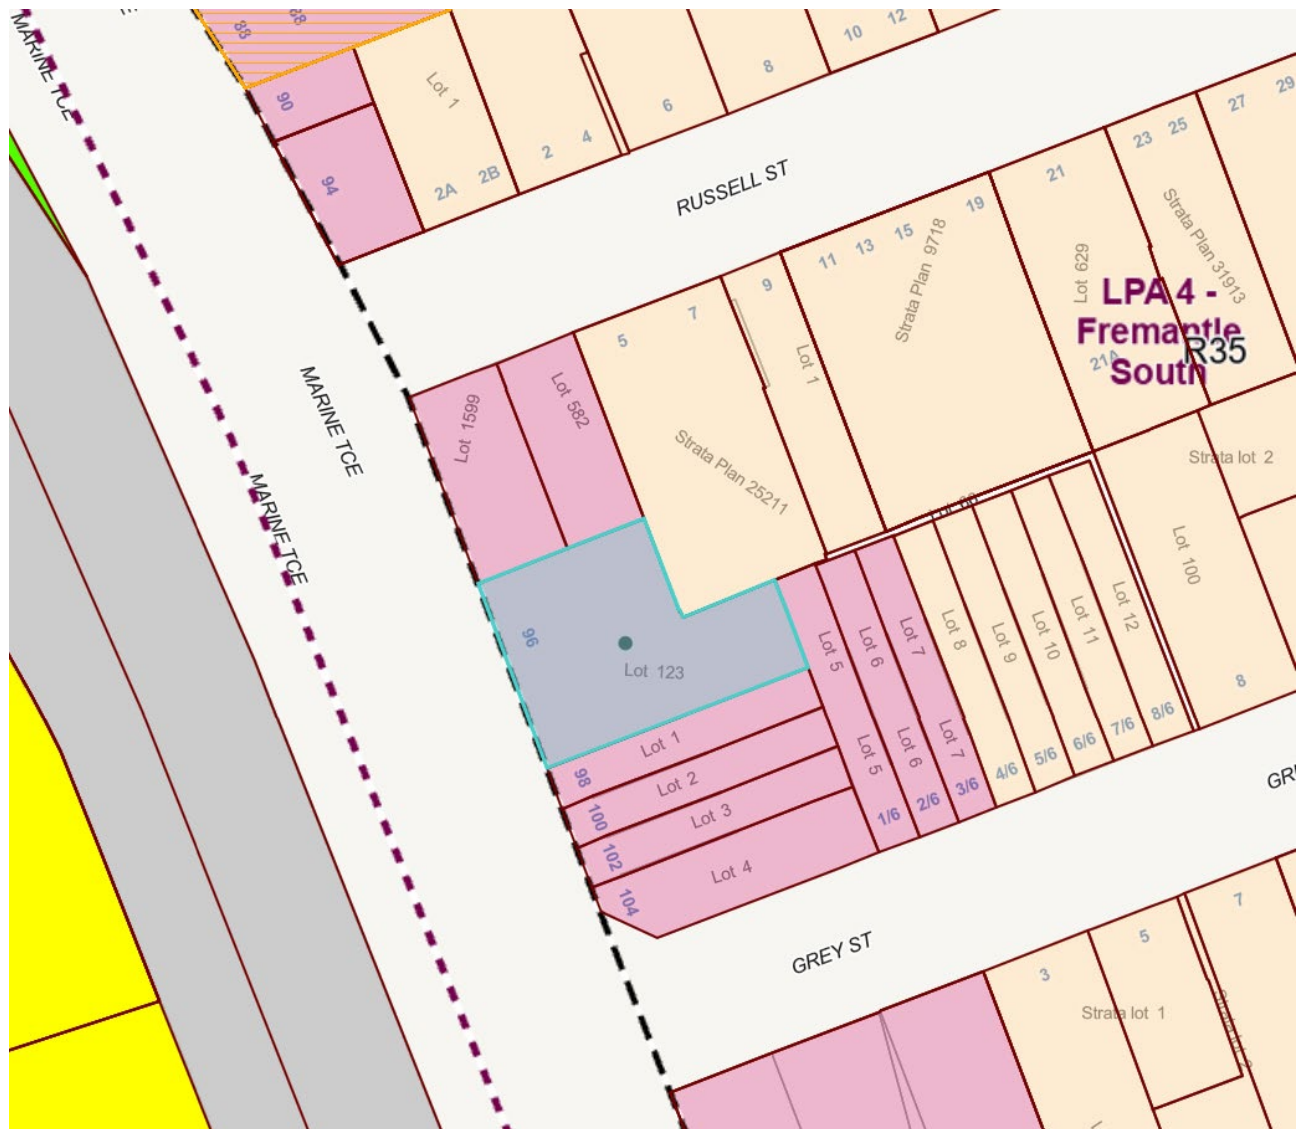 MARINE TCE
88
88
90
94
Lot 1
2A
2B
2
4
6
8
10
12
RUSSELL ST
MARINE TCE
MARINE TCE
Lot 1599
Lot 582
5
7
Strata Plan 25211
9
Lot 1
11
13
15
19
Strata Plan 9718
21
Lot 629
21A
23
25
Strata Plan 31913
27
29
LPA 4 -
Fremantle
South
R35
Strata lot 2
Lot 100
8
96
Lot 123
Lot 5
Lot 6
Lot 7
Lot 8
Lot 9
Lot 10
Lot 11
Lot 12
Lot 5
Lot 6
Lot 7
1/6
2/6
3/6
4/6
5/6
6/6
7/6
8/6
Lot 1
98
Lot 2
100
Lot 3
102
Lot 4
104
GREY ST
3
5
7
Strata lot 1
Strata lot 2